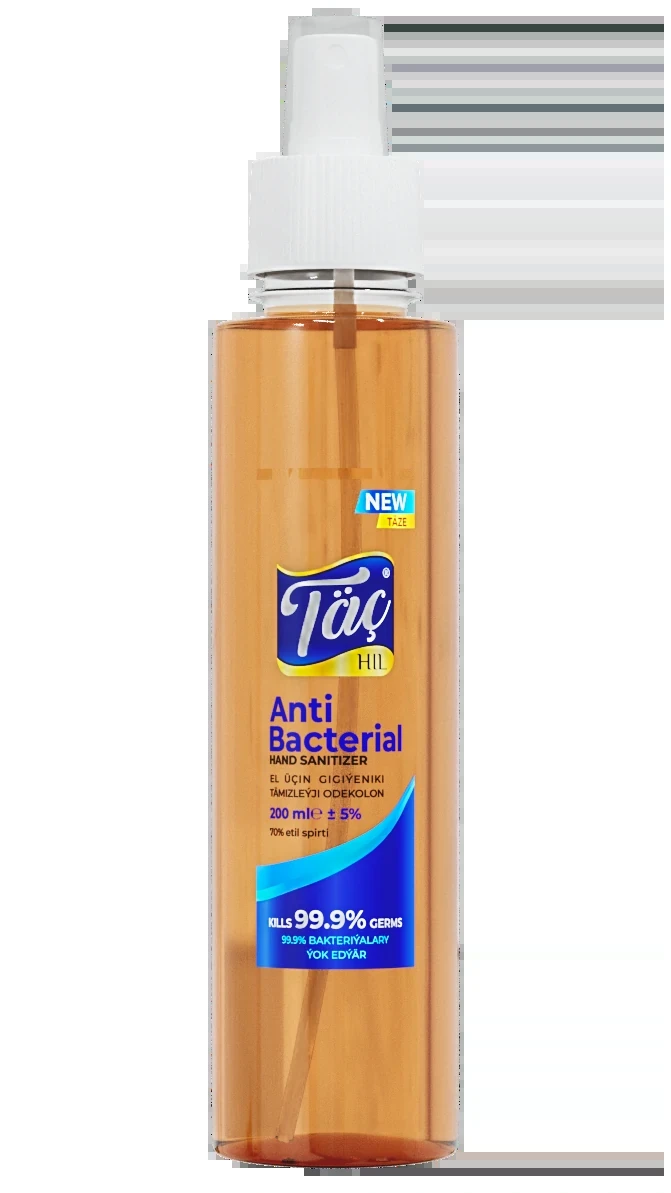 NEW
TÄZE
Täç®
HIL
Anti
Bacterial
HAND SANITIZER
EL ÜÇIN GIGIÝENIKI
TÄMIZLEÝJI ODEKOLON
200 ml℮ ± 5%
70% etil spirti
KILLS 99.9% GERMS
99.9% BAKTERIÝALARY
ÝOK EDÝÄR